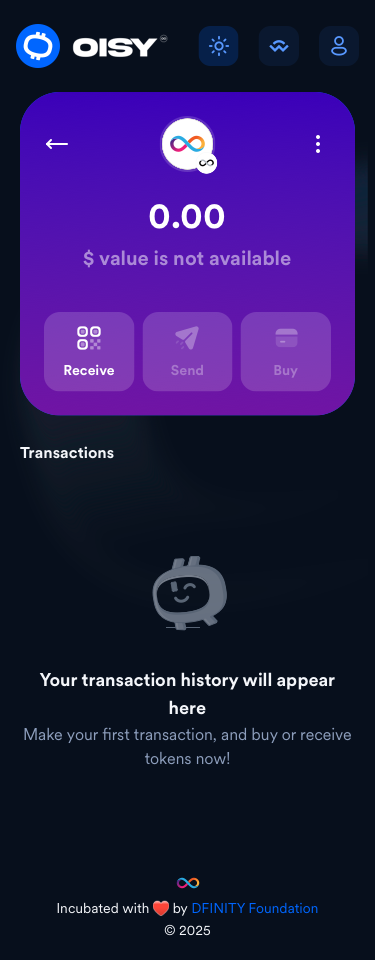 OISY
0.00
$ value is not available
Receive
Send
Buy
Transactions
Your transaction history will appear
here
Make your first transaction, and buy or receive
tokens now!
Incubated with ❤️ by DFINITY Foundation
© 2025